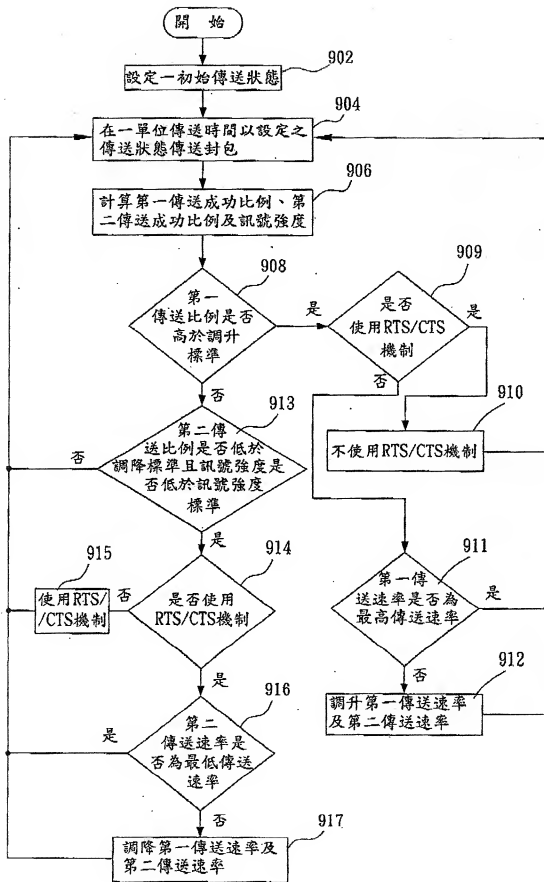 開 始
902
設定一初始傳送狀態
904
在一單位傳送時間以設定之
傳送狀態傳送封包
906
計算第一傳送成功比例、第
二傳送成功比例及訊號強度
908
第一
傳送比例是否
高於調升
標準
是
否
909
是否
使用RTS/CTS
機制
是
否
910
不使用RTS/CTS機制
913
第二傳
送比例是否低於
調降標準且訊號強度是
否低於訊號強度
標準
否
是
911
第一傳
送速率是否為
最高傳送速率
是
否
914
是否使用
RTS/CTS機制
否
是
915
使用RTS/
/CTS機制
912
調升第一傳送速率
及第二傳送速率
916
第二
傳送速率是
否為最低傳送
速率
是
否
917
調降第一傳送速率及
第二傳送速率